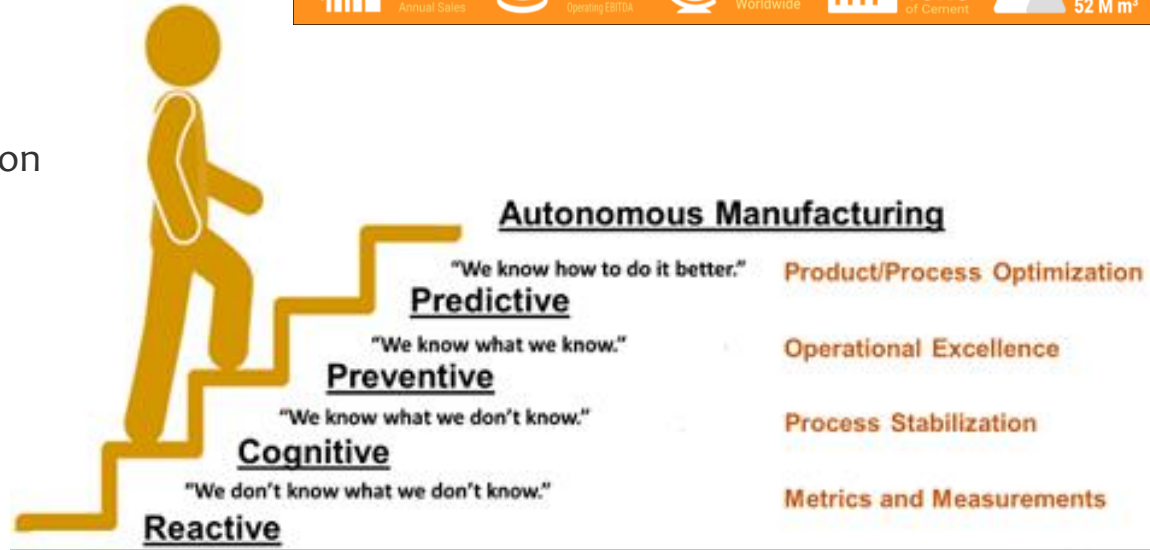 Annual Sales
Operating EBITDA
Worldwide
of Cement
52 M m³
on
Autonomous Manufacturing
“We know how to do it better.”
Product/Process Optimization
Predictive
“We know what we know.”
Operational Excellence
Preventive
“We know what we don’t know.”
Process Stabilization
Cognitive
“We don’t know what we don’t know.”
Metrics and Measurements
Reactive